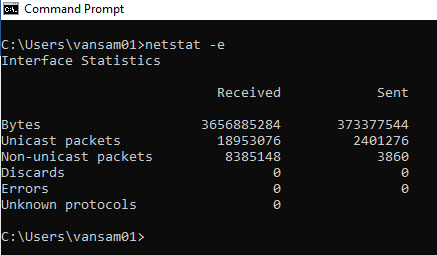 Command Prompt
C:\Users\vansam01>netstat -e
Interface Statistics
Received Sent
Bytes 3656885284 373377544
Unicast packets 18953076 2401276
Non-unicast packets 8385148 3860
Discards 0 0
Errors 0 0
Unknown protocols 0
C:\Users\vansam01>